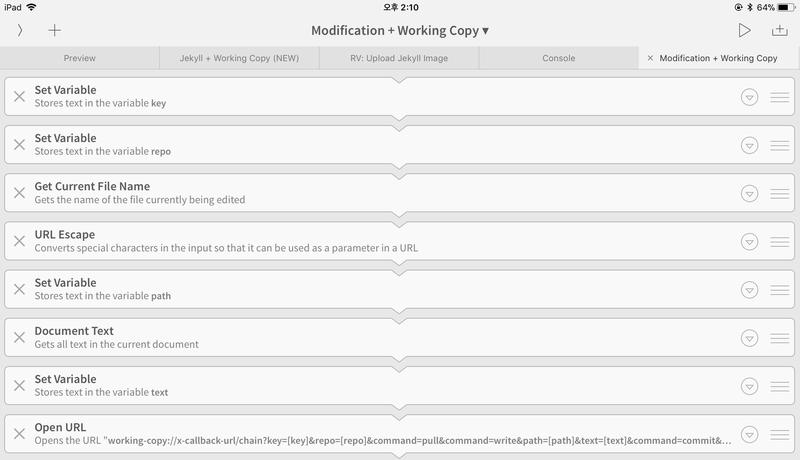 iPad 오후 2:10 64%
Modification + Working Copy ▾
Preview Jekyll + Working Copy (NEW) RV: Upload Jekyll Image Console × Modification + Working Copy
Set Variable
Stores text in the variable key
Set Variable
Stores text in the variable repo
Get Current File Name
Gets the name of the file currently being edited
URL Escape
Converts special characters in the input so that it can be used as a parameter in a URL
Set Variable
Stores text in the variable path
Document Text
Gets all text in the current document
Set Variable
Stores text in the variable text
Open URL
Opens the URL "working-copy://x-callback-url/chain?key=[key]&repo=[repo]&command=pull&command=write&path=[path]&text=[text]&command=commit&...